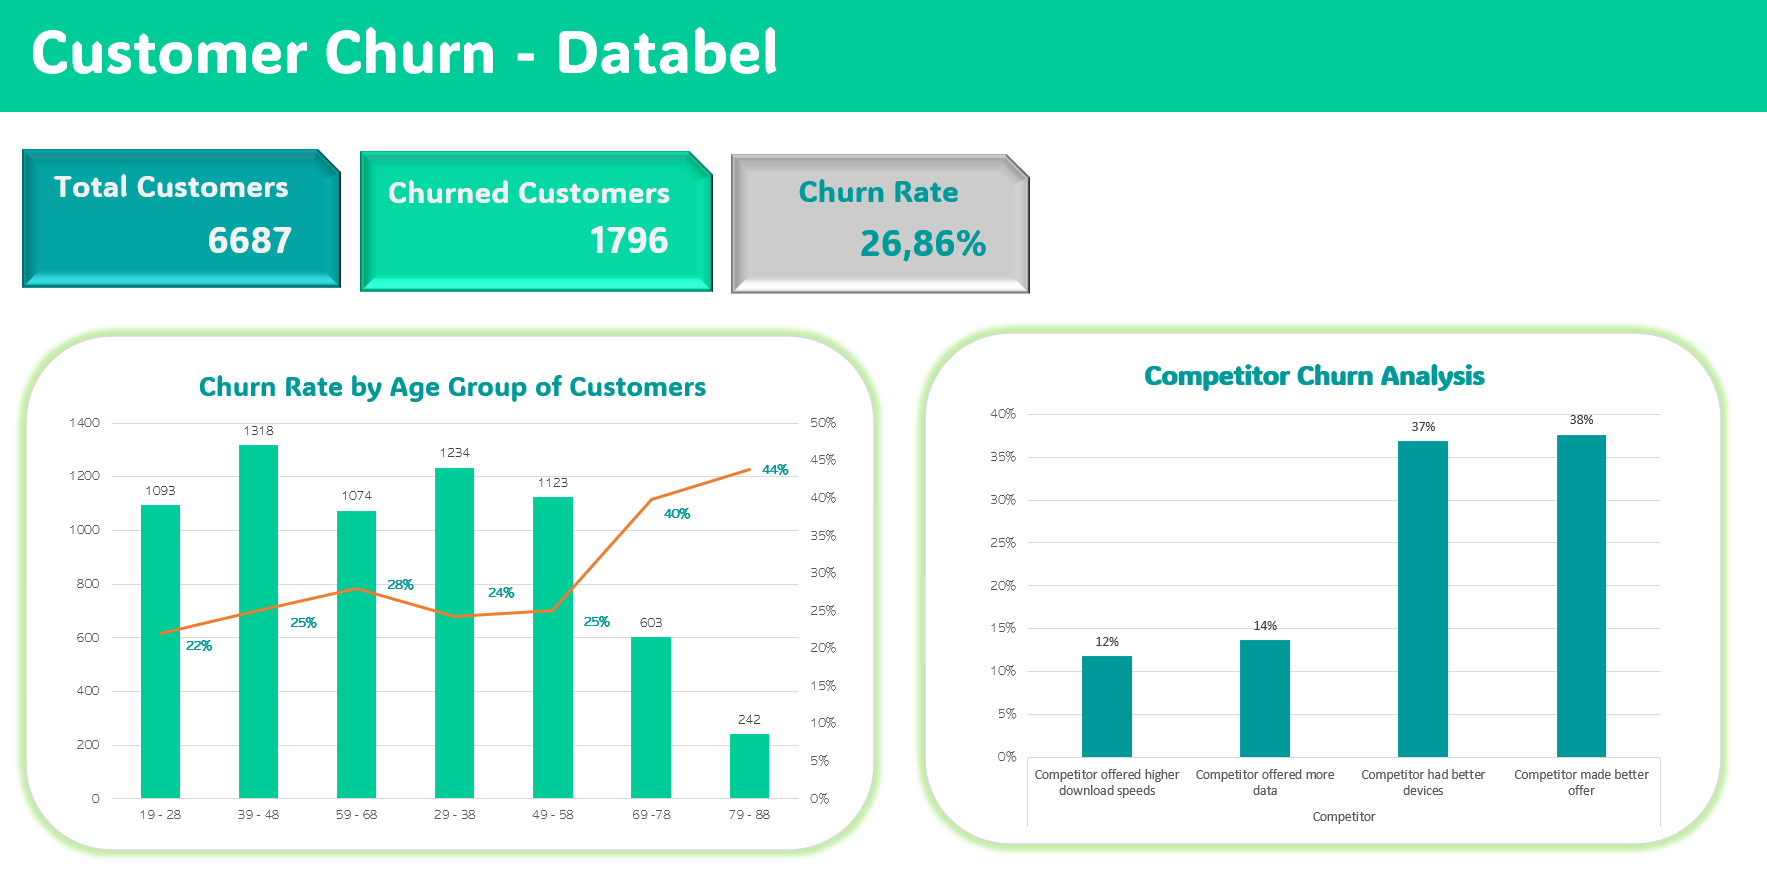 Customer Churn - Databel
Total Customers
6687
Churned Customers
1796
Churn Rate
26,86%
Churn Rate by Age Group of Customers
1400
1200
1000
800
600
400
200
0
1093
1318
1074
1234
1123
603
242
22%
25%
28%
24%
25%
40%
44%
50%
45%
40%
35%
30%
25%
20%
15%
10%
5%
0%
19 - 28
39 - 48
59 - 68
29 - 38
49 - 58
69 -78
79 - 88
Competitor Churn Analysis
40%
35%
30%
25%
20%
15%
10%
5%
0%
12%
14%
37%
38%
Competitor offered higher
download speeds
Competitor offered more
data
Competitor had better
devices
Competitor made better
offer
Competitor